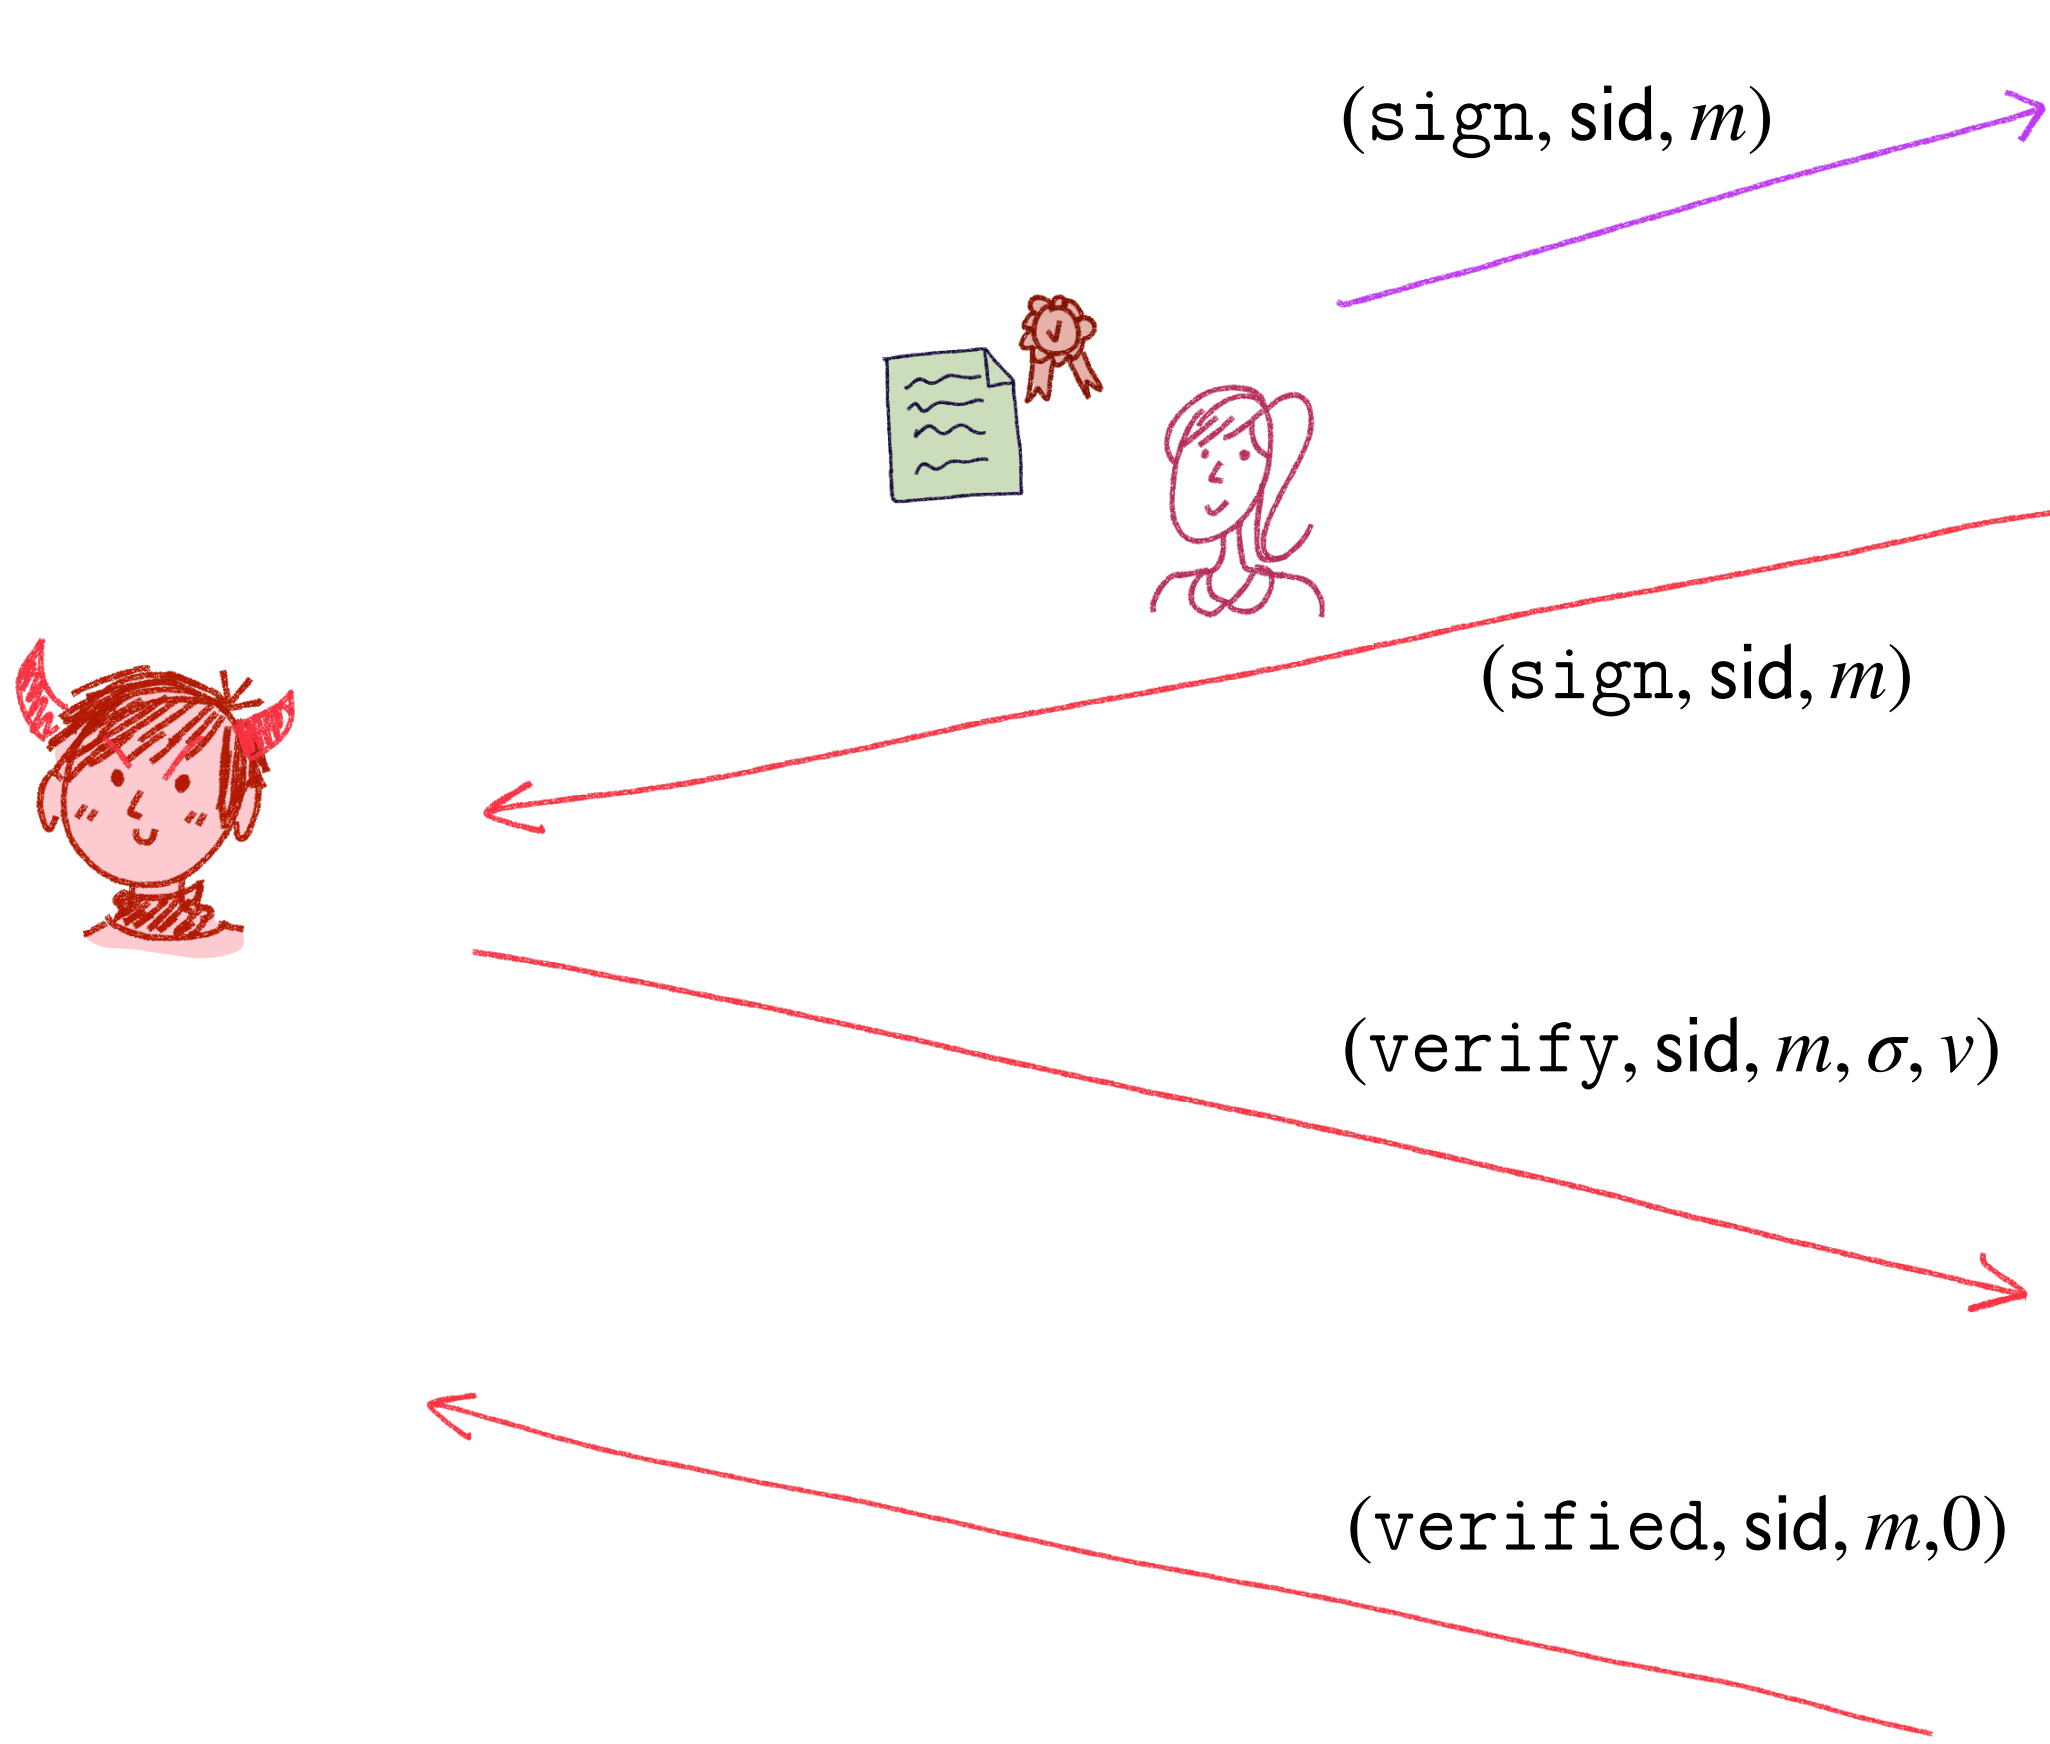 (sign, sid, m)
(sign, sid, m)
(verify, sid, m, σ, v)
(verified, sid, m,0)